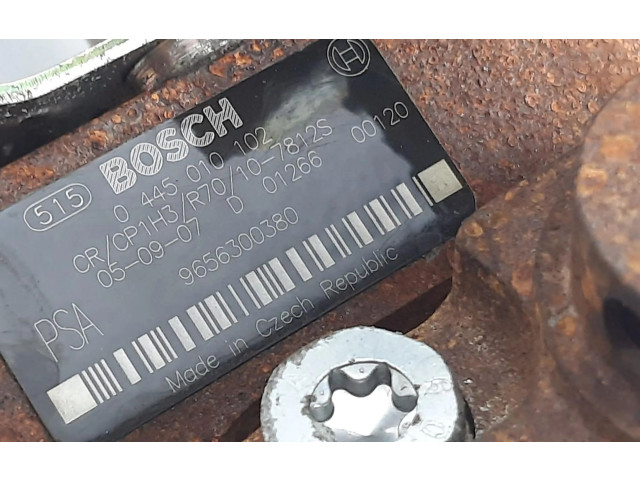 515 BOSCH
0 445 010 102
CR/CP1H3/R70/10-7812S
05-09-07 D 01266 00120
9656300380
PSA
Made in Czech Republic